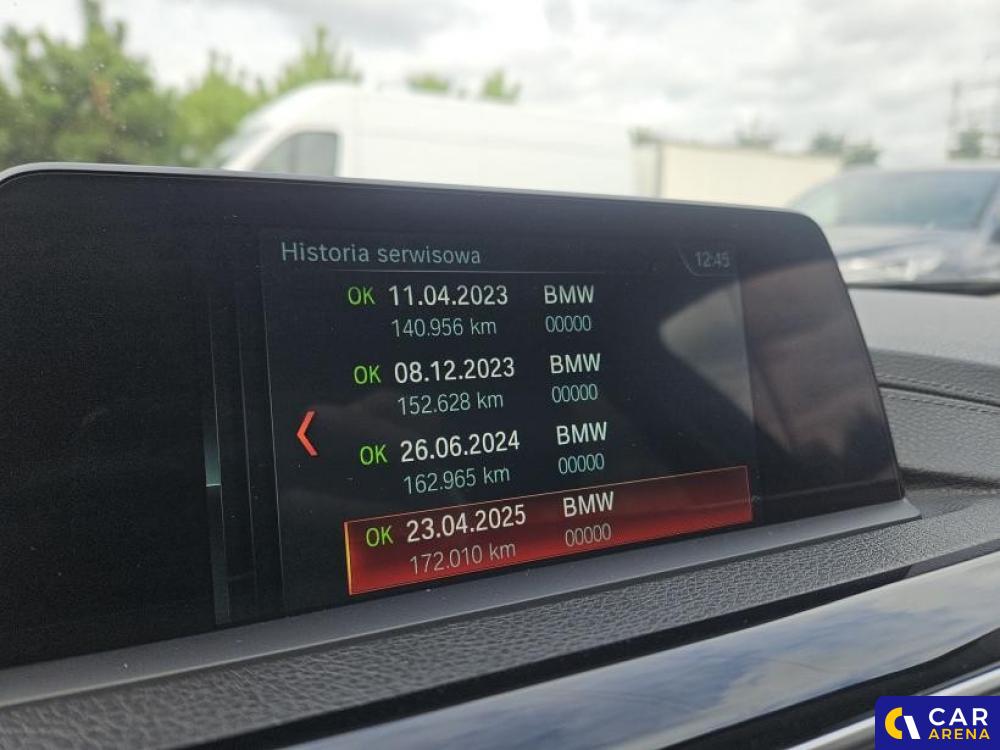 Historia serwisowa 12:45
OK 11.04.2023 BMW
140.956 km 00000
OK 08.12.2023 BMW
152.628 km 00000
OK 26.06.2024 BMW
162.965 km 00000
OK 23.04.2025 BMW
172.010 km 00000
CAR
ARENA